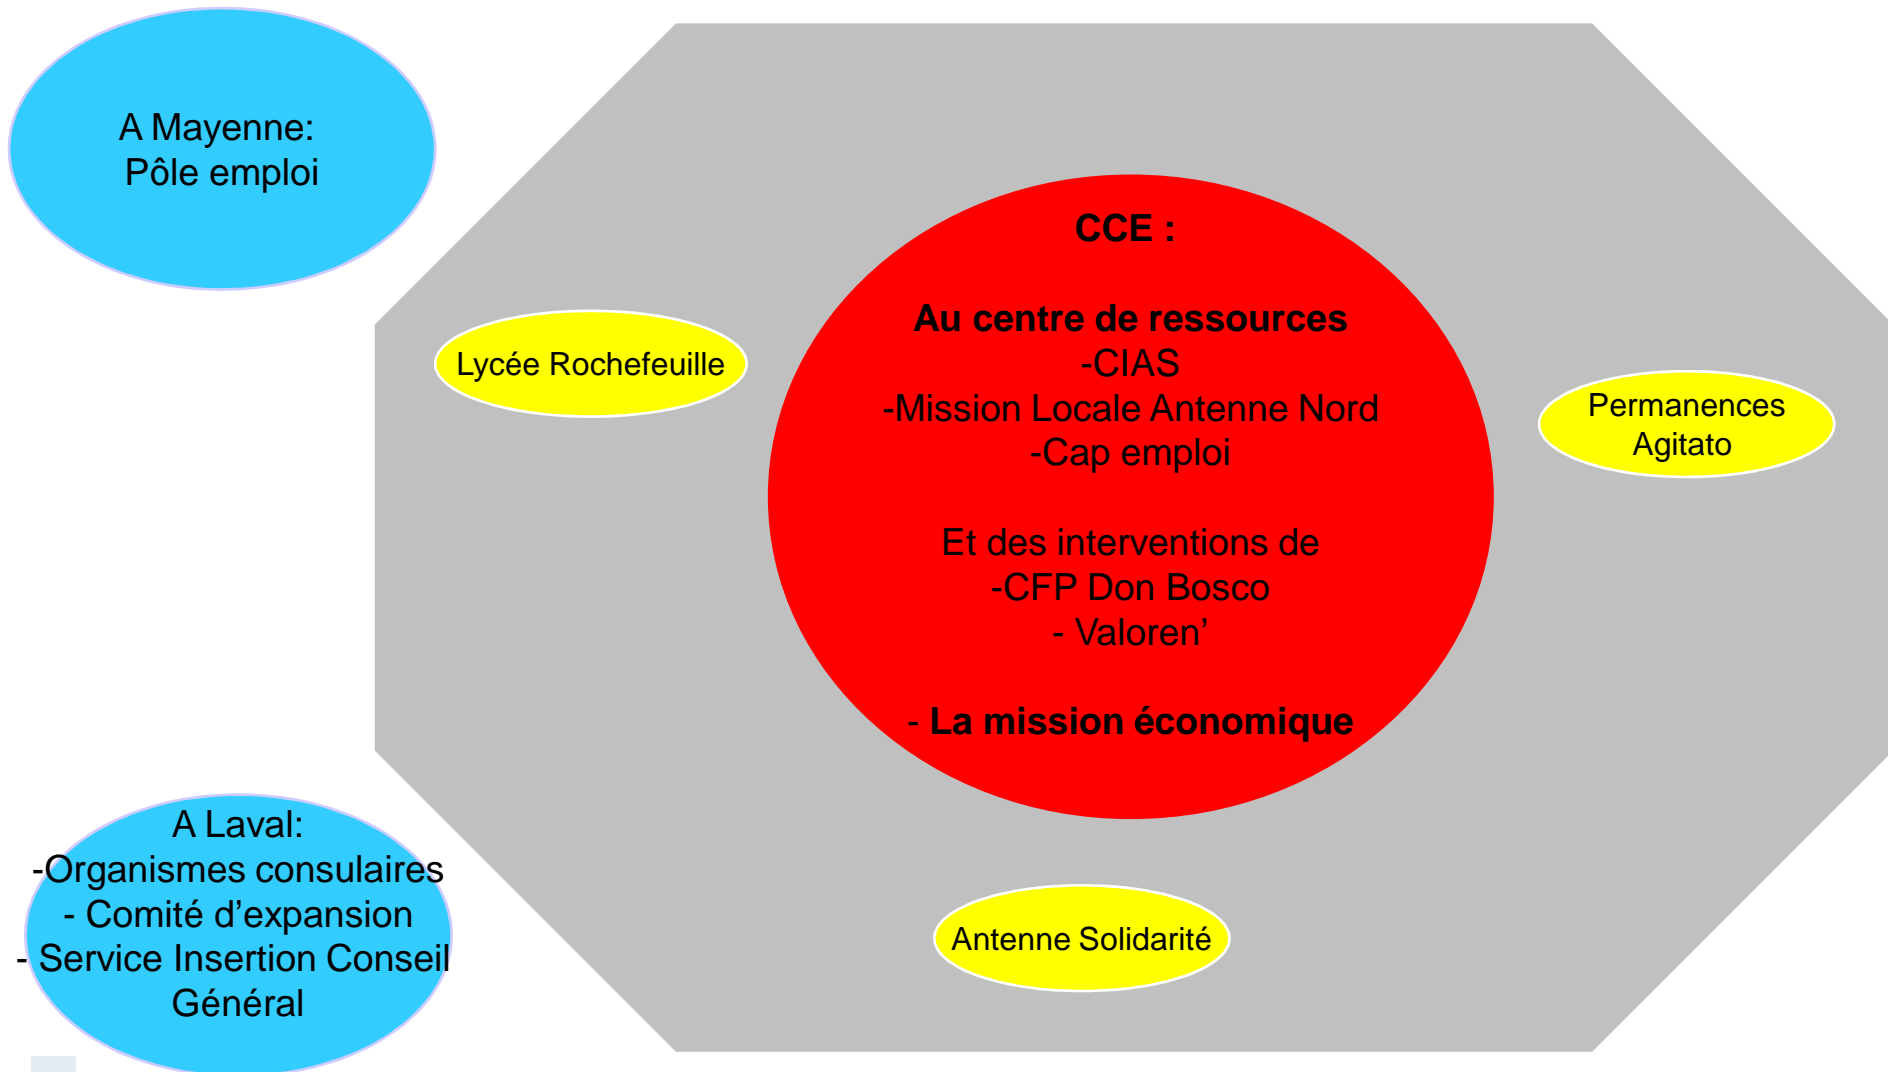 A Mayenne:
Pôle emploi
CCE :
Au centre de ressources
-CIAS
-Mission Locale Antenne Nord
-Cap emploi
Et des interventions de
-CFP Don Bosco
- Valoren’
- La mission économique
Lycée Rochefeuille
Permanences
Agitato
A Laval:
-Organismes consulaires
- Comité d’expansion
- Service Insertion Conseil
Général
Antenne Solidarité